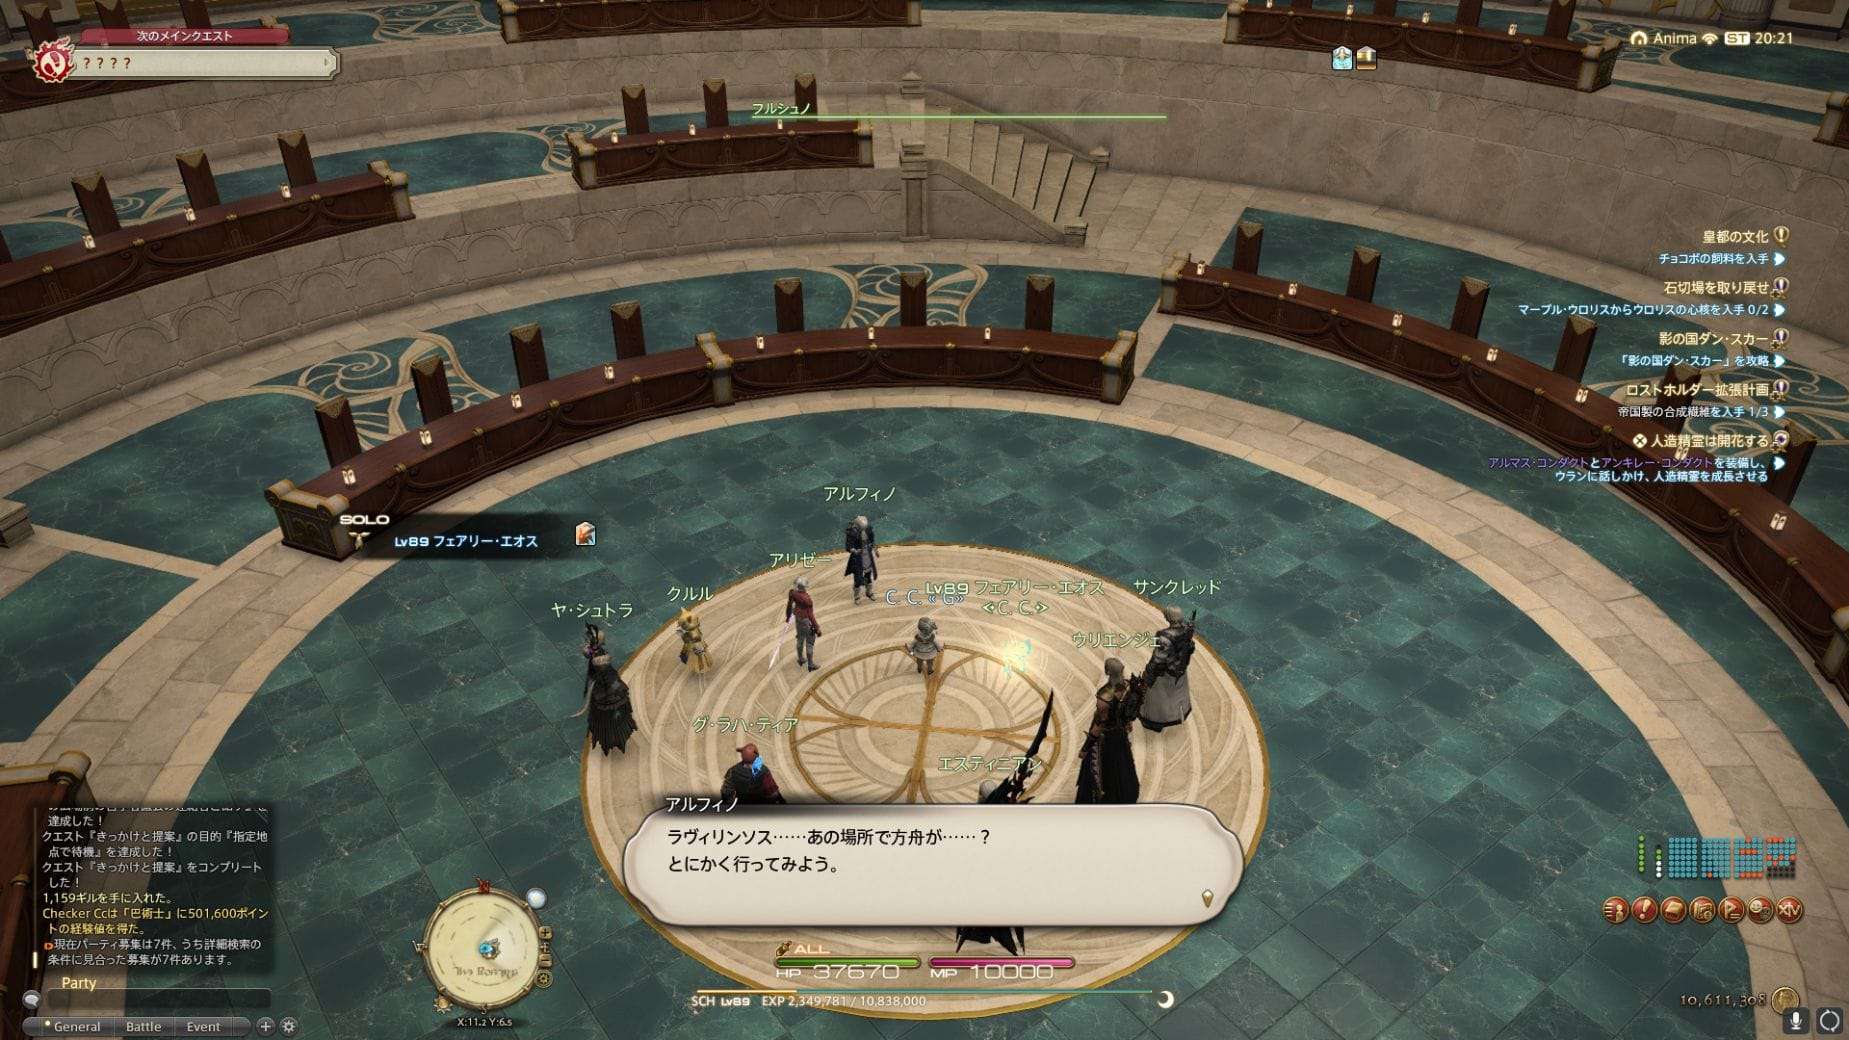 次のメインクエスト
????
Anima
ST 20:21
フルシュノ
皇都の文化
チョコボの飼料を入手
石切場を取り戻せ
マーブル・ウロリスからウロリスの心核を入手 0/2
影の国ダン・スカー
「影の国ダン・スカー」を攻略
ロストホルダー拡張計画
帝国製の合成繊維を入手 1/3
人造精霊は開花する
アルマス・コンダクトとアンキレー・コンダクトを装備し、
ウランに話しかけ、人造精霊を成長させる
SOLO
Lv89 フェアリー・エオス
アルフィノ
アリゼー
クルル
ヤ・シュトラ
C. C. «G»
Lv89 フェアリー・エオス
<C. C.>
サンクレッド
ウリエンジェ
グ・ラハ・ティア
エスティニアン
アルフィノ
ラヴィリンソス……あの場所で方舟が……？
とにかく行ってみよう。
達成した！
クエスト『きっかけと提案』の目的『指定地
点で待機』を達成した！
クエスト『きっかけと提案』をコンプリート
した！
1,159ギルを手に入れた。
Checker Ccは「巴術士」に501,600ポイン
トの経験値を得た。
現在パーティ募集は7件、うち詳細検索の
条件に見合った募集が7件あります。
Party
General
Battle
Event
N
X:11.2 Y:6.5
ALL
HP 37670
MP 10000
SCH Lv89 EXP 2,349,781 / 10,838,000
10,611,308
XIV